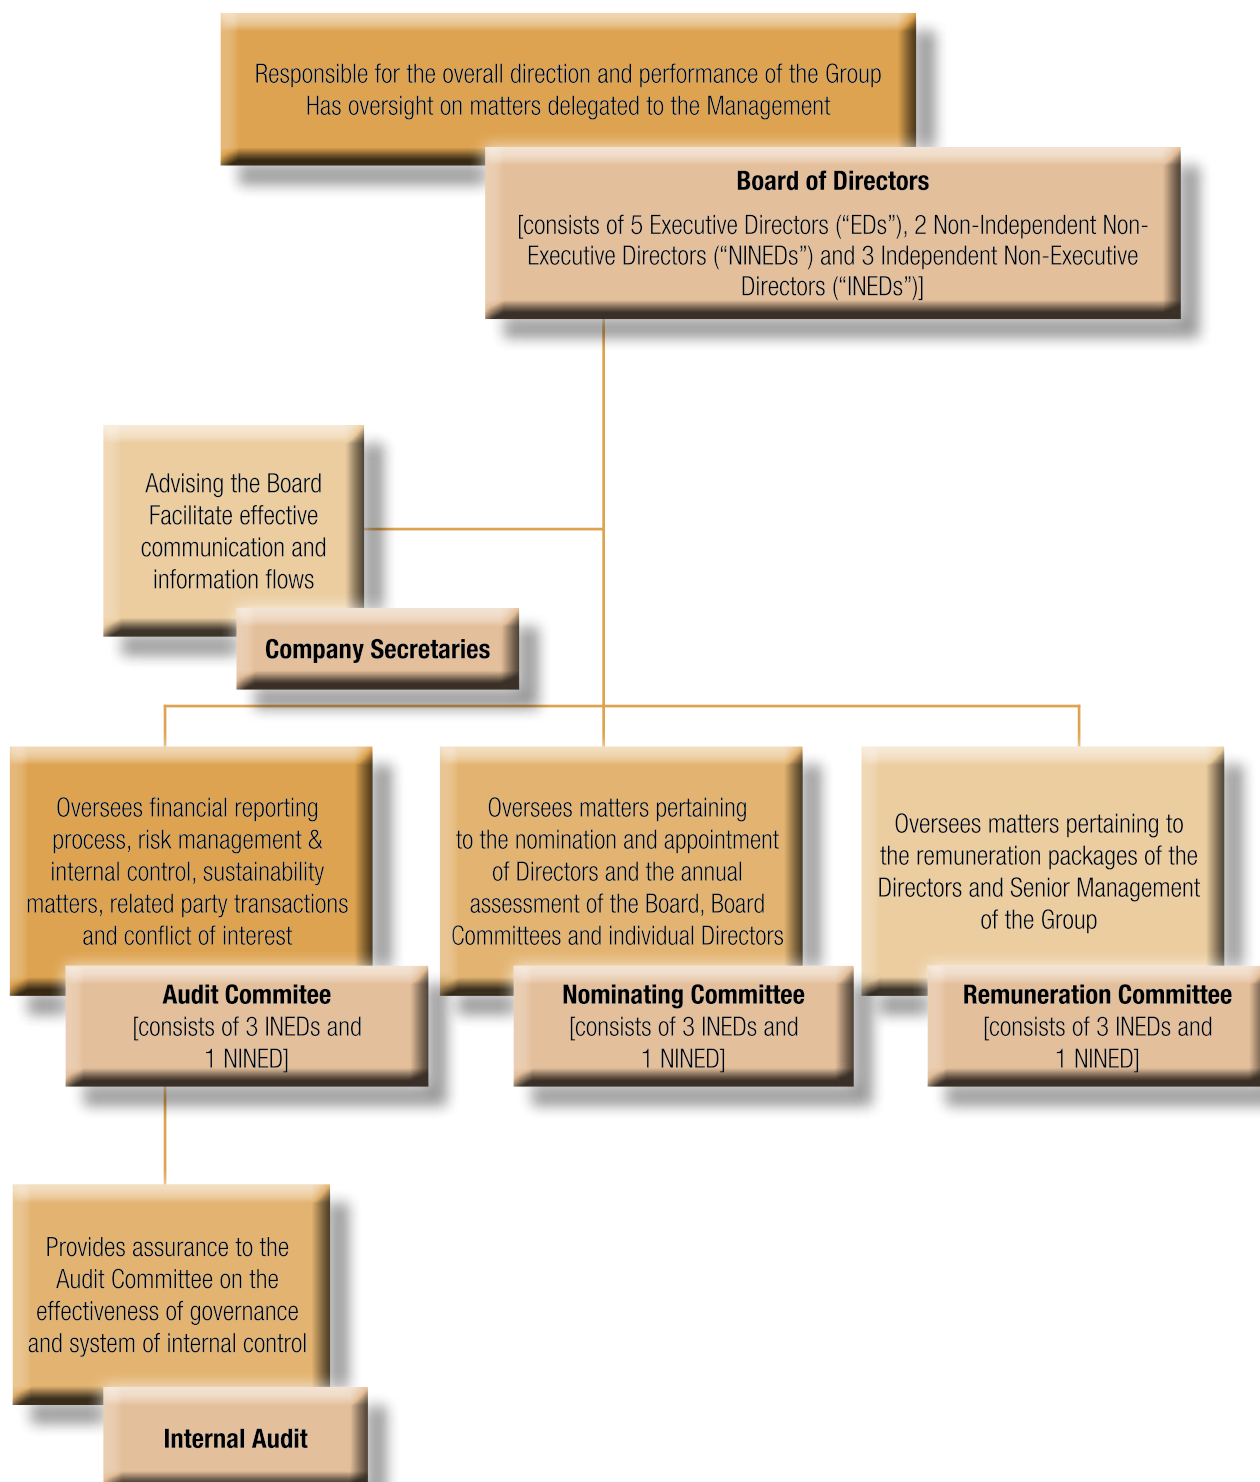 Responsible for the overall direction and performance of the Group
Has oversight on matters delegated to the Management
Board of Directors
[consists of 5 Executive Directors (“EDs”), 2 Non-Independent Non-
Executive Directors (“NINEDs”) and 3 Independent Non-Executive
Directors (“INEDs”)]
Advising the Board
Facilitate effective
communication and
information flows
Company Secretaries
Oversees financial reporting
process, risk management &
internal control, sustainability
matters, related party transactions
and conflict of interest
Audit Commitee
[consists of 3 INEDs and
1 NINED]
Oversees matters pertaining
to the nomination and appointment
of Directors and the annual
assessment of the Board, Board
Committees and individual Directors
Nominating Committee
[consists of 3 INEDs and
1 NINED]
Oversees matters pertaining to
the remuneration packages of the
Directors and Senior Management
of the Group
Remuneration Committee
[consists of 3 INEDs and
1 NINED]
Provides assurance to the
Audit Committee on the
effectiveness of governance
and system of internal control
Internal Audit